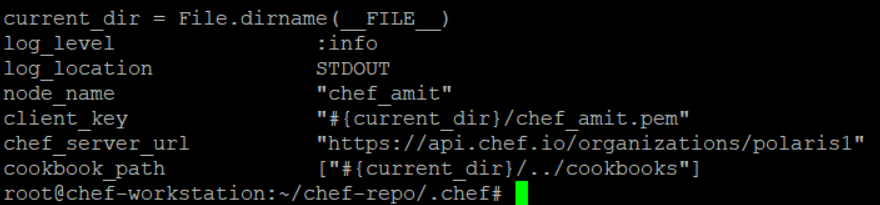 current_dir = File.dirname(__FILE__)
log_level                :info
log_location             STDOUT
node_name                "chef_amit"
client_key               "#{current_dir}/chef_amit.pem"
chef_server_url          "https://api.chef.io/organizations/polaris1"
cookbook_path            ["#{current_dir}/../cookbooks"]
root@chef-workstation:~/chef-repo/.chef#